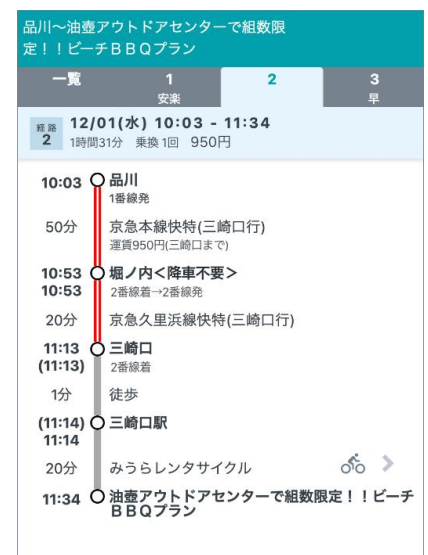 品川～油壺アウトドアセンターで組数限
定！！ビーチＢＢＱプラン
一覧 1 2 3
安楽 早
経路 2 12/01(水) 10:03 - 11:34
1時間31分 乗換 1回 950円
10:03 品川
1番線発
50分 京急本線快特(三崎口行)
運賃950円(三崎口まで)
10:53 堀ノ内＜降車不要＞
10:53 2番線着→2番線発
20分 京急久里浜線快特(三崎口行)
11:13 三崎口
(11:13) 2番線着
1分 徒歩
(11:14) 三崎口駅
11:14
20分 みうらレンタサイクル
11:34 油壺アウトドアセンターで組数限定！！ビーチ
ＢＢＱプラン